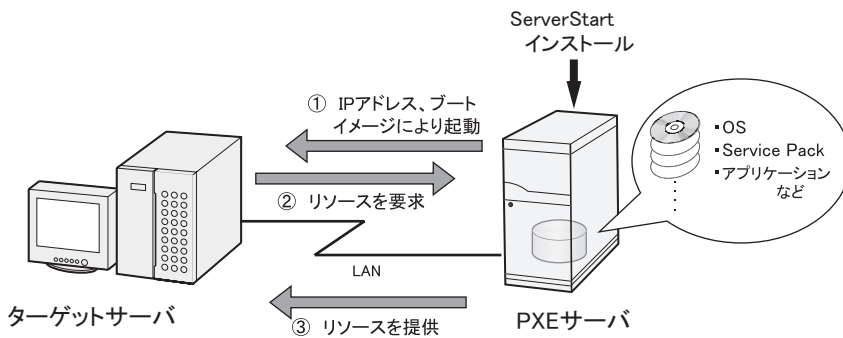 ServerStart
インストール
① IPアドレス、ブート
イメージにより起動
② リソースを要求
▪OS
▪Service Pack
▪アプリケーション
など
LAN
③ リソースを提供
ターゲットサーバ
PXEサーバ